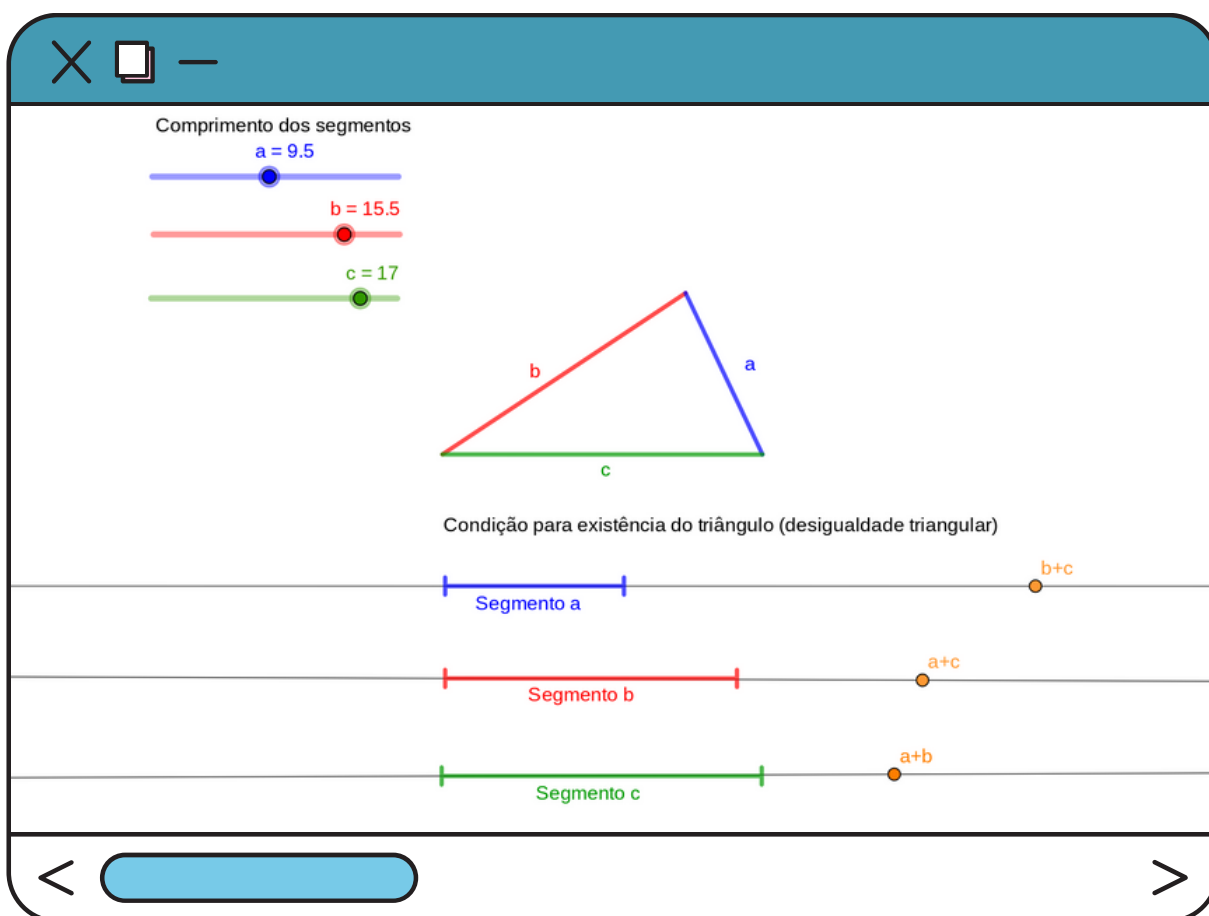 Comprimento dos segmentos
a = 9.5
b = 15.5
c = 17
b
a
c
Condição para existência do triângulo (desigualdade triangular)
b+c
Segmento a
a+c
Segmento b
a+b
Segmento c